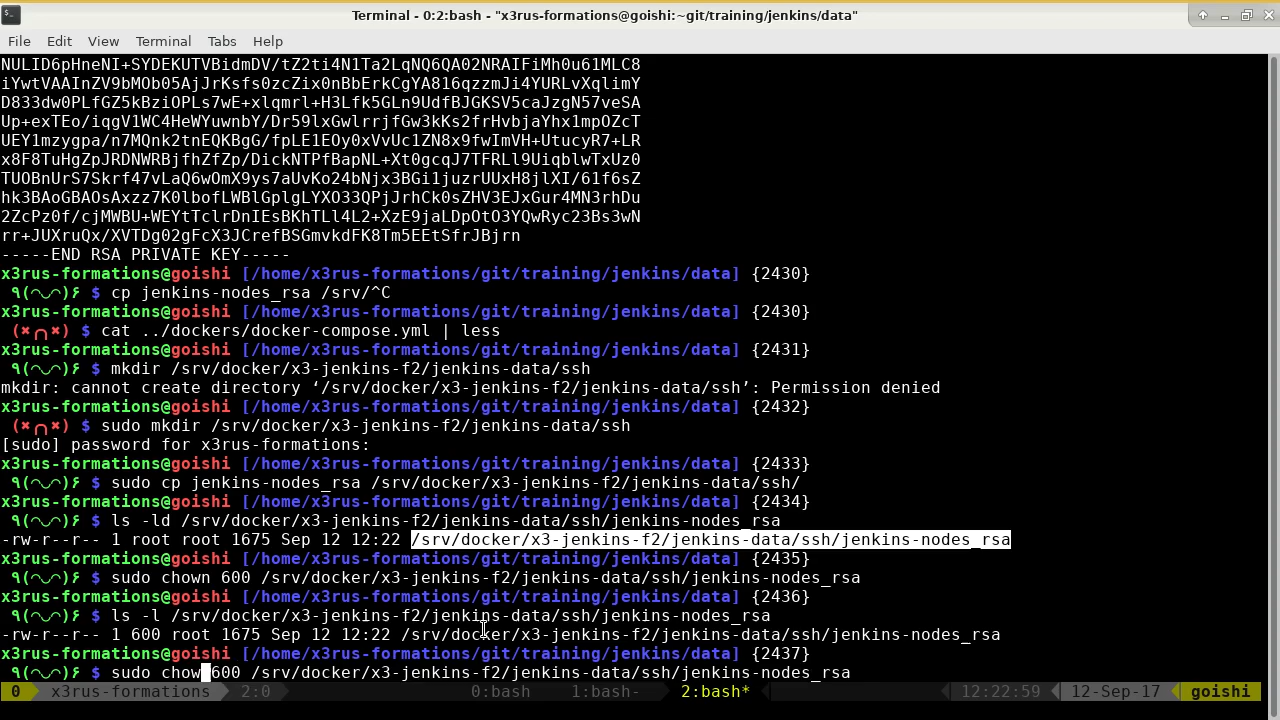 Terminal - 0:2:bash - "x3rus-formations@goishi:~git/training/jenkins/data"
File Edit View Terminal Tabs Help
NULID6pHneNI+SYDEKUTVBidmDV/tZ2ti4N1Ta2LqNQ6QA02NRAIFiMh0u61MLC8
iYwtVAAInZV9bMOb05AjJrKsfs0zcZix0nBbErkCgYA816qzzmJi4YURLvXqlimY
D833dw0PLfGZ5kBziOPLs7wE+xlqmrl+H3Lfk5GLn9UdfBJGKSV5caJzgN57veSA
Up+exTEo/iqgV1WC4HeWYuwnbY/Dr59lxGwlrrjfGw3kKs2frHvbjaYhx1mpOZcT
UEY1mzygpa/n7MQnk2tnEQKBgG/fpLE1EOy0xVvUc1ZN8x9fwImVH+UtucyR7+LR
x8F8TuHgZpJRDNWRBjfhZfZp/DickNTPfBapNL+Xt0gcqJ7TFRLl9UiqblwTxUz0
TUOBnUrS7Skrf47vLaQ6wOmX9ys7aUvKo24bNjx3BGi1juzrUUxH8jlXI/61f6sZ
hk3BAoGBAOsAxzz7K0lbofLWBlGplgLYXO33QPjJrhCk0sZHV3EJxGur4MN3rhDu
2ZcPz0f/cjMWBU+WEYtTclrDnIEsBKhTLl4L2+XzE9jaLDpOtO3YQwRyc23Bs3wN
rr+JUXruQx/XVTDg02gFcX3JCrefBSGmvkdFK8Tm5EEtSfrJBjrn
-----END RSA PRIVATE KEY-----
x3rus-formations@goishi [/home/x3rus-formations/git/training/jenkins/data] {2430}
٩(◠◡◠)۶ $ cp jenkins-nodes_rsa /srv/^C
x3rus-formations@goishi [/home/x3rus-formations/git/training/jenkins/data] {2430}
(✖╭╮✖) $ cat ../dockers/docker-compose.yml | less
x3rus-formations@goishi [/home/x3rus-formations/git/training/jenkins/data] {2431}
٩(◠◡◠)۶ $ mkdir /srv/docker/x3-jenkins-f2/jenkins-data/ssh
mkdir: cannot create directory ‘/srv/docker/x3-jenkins-f2/jenkins-data/ssh’: Permission denied
x3rus-formations@goishi [/home/x3rus-formations/git/training/jenkins/data] {2432}
(✖╭╮✖) $ sudo mkdir /srv/docker/x3-jenkins-f2/jenkins-data/ssh
[sudo] password for x3rus-formations:
x3rus-formations@goishi [/home/x3rus-formations/git/training/jenkins/data] {2433}
٩(◠◡◠)۶ $ sudo cp jenkins-nodes_rsa /srv/docker/x3-jenkins-f2/jenkins-data/ssh/
x3rus-formations@goishi [/home/x3rus-formations/git/training/jenkins/data] {2434}
٩(◠◡◠)۶ $ ls -ld /srv/docker/x3-jenkins-f2/jenkins-data/ssh/jenkins-nodes_rsa
-rw-r--r-- 1 root root 1675 Sep 12 12:22 /srv/docker/x3-jenkins-f2/jenkins-data/ssh/jenkins-nodes_rsa
x3rus-formations@goishi [/home/x3rus-formations/git/training/jenkins/data] {2435}
٩(◠◡◠)۶ $ sudo chown 600 /srv/docker/x3-jenkins-f2/jenkins-data/ssh/jenkins-nodes_rsa
x3rus-formations@goishi [/home/x3rus-formations/git/training/jenkins/data] {2436}
٩(◠◡◠)۶ $ ls -l /srv/docker/x3-jenkins-f2/jenkins-data/ssh/jenkins-nodes_rsa
-rw-r--r-- 1 600 root 1675 Sep 12 12:22 /srv/docker/x3-jenkins-f2/jenkins-data/ssh/jenkins-nodes_rsa
x3rus-formations@goishi [/home/x3rus-formations/git/training/jenkins/data] {2437}
٩(◠◡◠)۶ $ sudo chow 600 /srv/docker/x3-jenkins-f2/jenkins-data/ssh/jenkins-nodes_rsa
0 x3rus-formations 2:0 0:bash 1:bash- 2:bash* 12:22:59 12-Sep-17 goishi